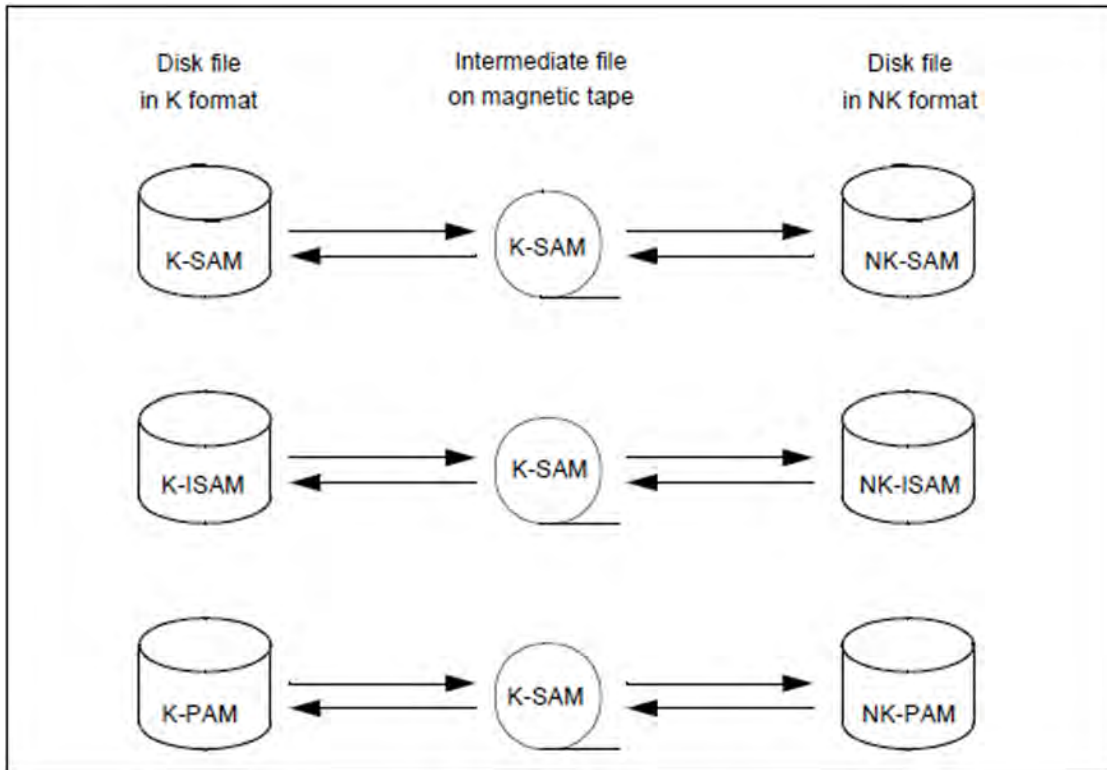 Disk file
in K format
Intermediate file
on magnetic tape
Disk file
in NK format
K-SAM
K-SAM
NK-SAM
K-ISAM
K-SAM
NK-ISAM
K-PAM
K-SAM
NK-PAM